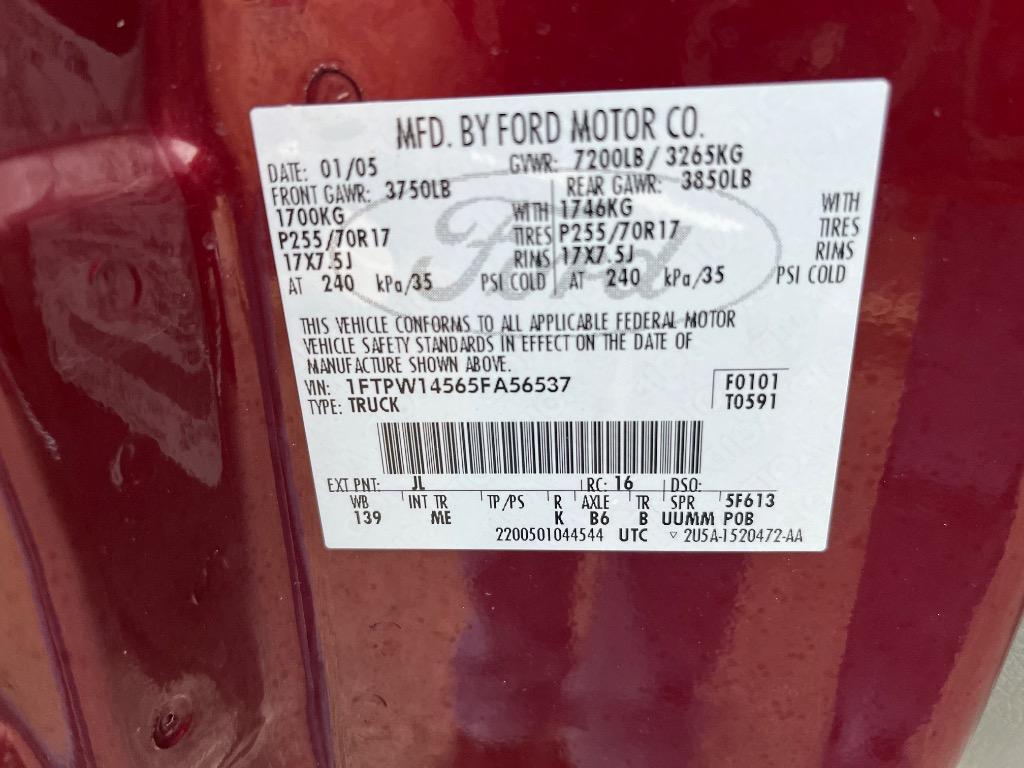 MFD. BY FORD MOTOR CO.
DATE: 01/05 GVWR: 7200LB / 3265KG
FRONT GAWR: 3750LB REAR GAWR: 3850LB
1700KG WITH 1746KG WITH
P255/70R17 TIRES P255/70R17 TIRES
17X7.5J RIMS 17X7.5J RIMS
AT 240 kPa/35 PSI COLD AT 240 kPa/35 PSI COLD
Ford
THIS VEHICLE CONFORMS TO ALL APPLICABLE FEDERAL MOTOR
VEHICLE SAFETY STANDARDS IN EFFECT ON THE DATE OF
MANUFACTURE SHOWN ABOVE.
VIN: 1FTPW14565FA56537 F0101
TYPE: TRUCK T0591
EXT PNT: JL RC: 16 DSO:
WB INT TR TP/PS R AXLE TR SPR 5F613
139 ME K B6 B UUMM POB
2200501044544 UTC ▽ 2U5A-1520472-AA